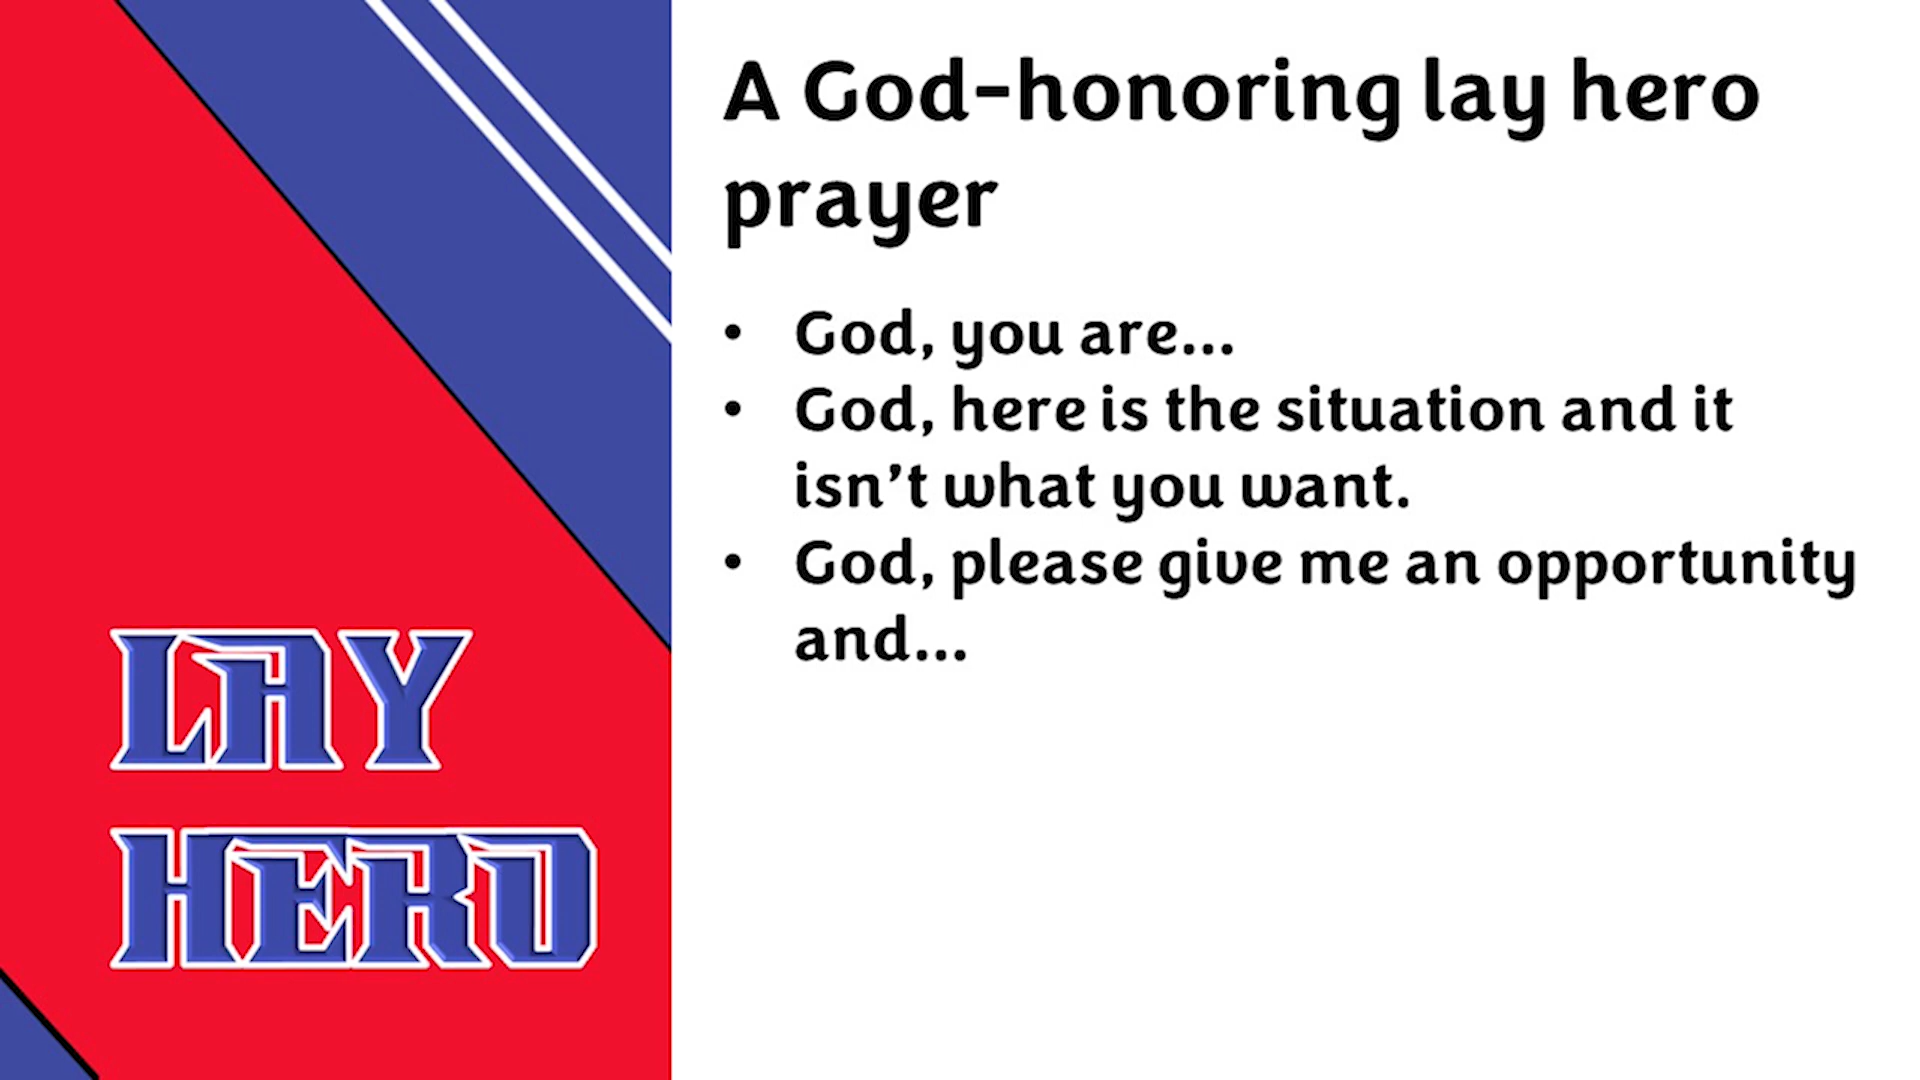 A God-honoring lay hero
prayer
• God, you are...
• God, here is the situation and it
isn't what you want.
• God, please give me an opportunity
and...
LAY
HERO